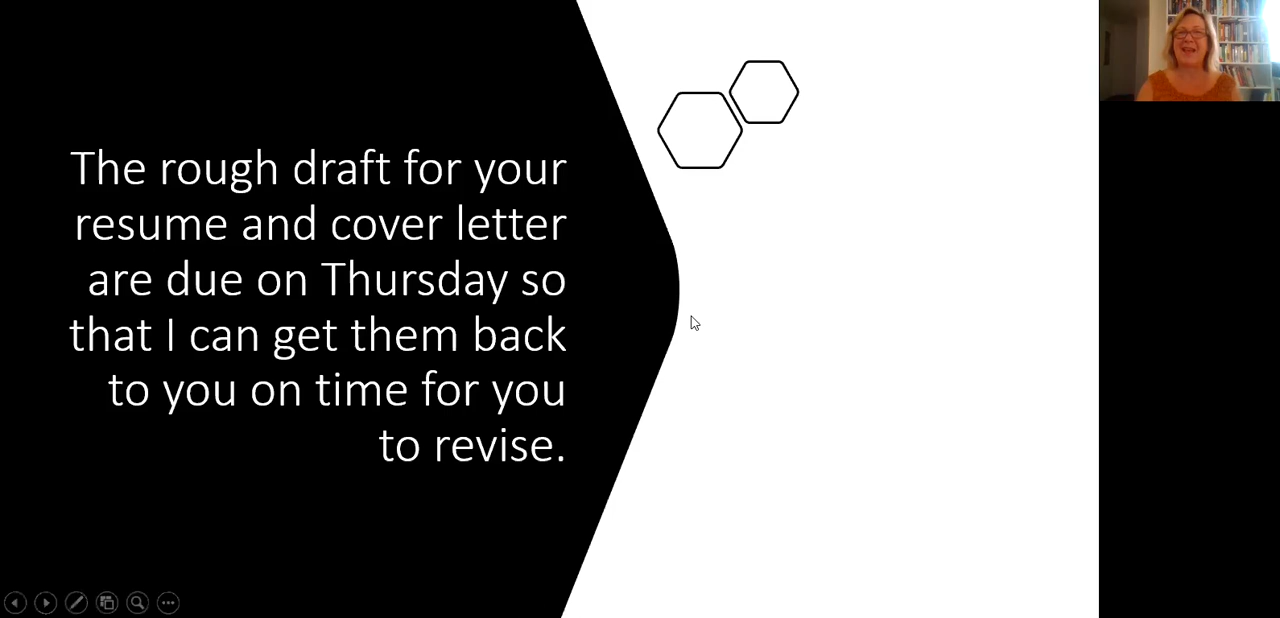 The rough draft for your
resume and cover letter
are due on Thursday so
that I can get them back
to you on time for you
to revise.